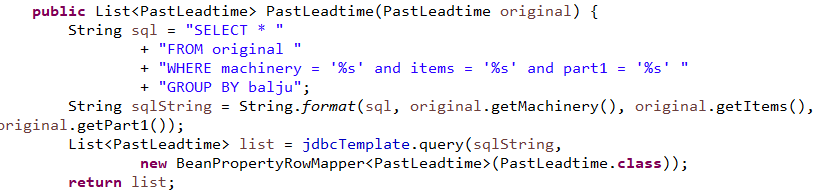 public List<PastLeadtime> PastLeadtime(PastLeadtime original) {
String sql = "SELECT * "
+ "FROM original "
+ "WHERE machinery = '%s' and items = '%s' and part1 = '%s' "
+ "GROUP BY balju";
String sqlString = String.format(sql, original.getMachinery(), original.getItems(),
original.getPart1());
List<PastLeadtime> list = jdbcTemplate.query(sqlString,
new BeanPropertyRowMapper<PastLeadtime>(PastLeadtime.class));
return list;